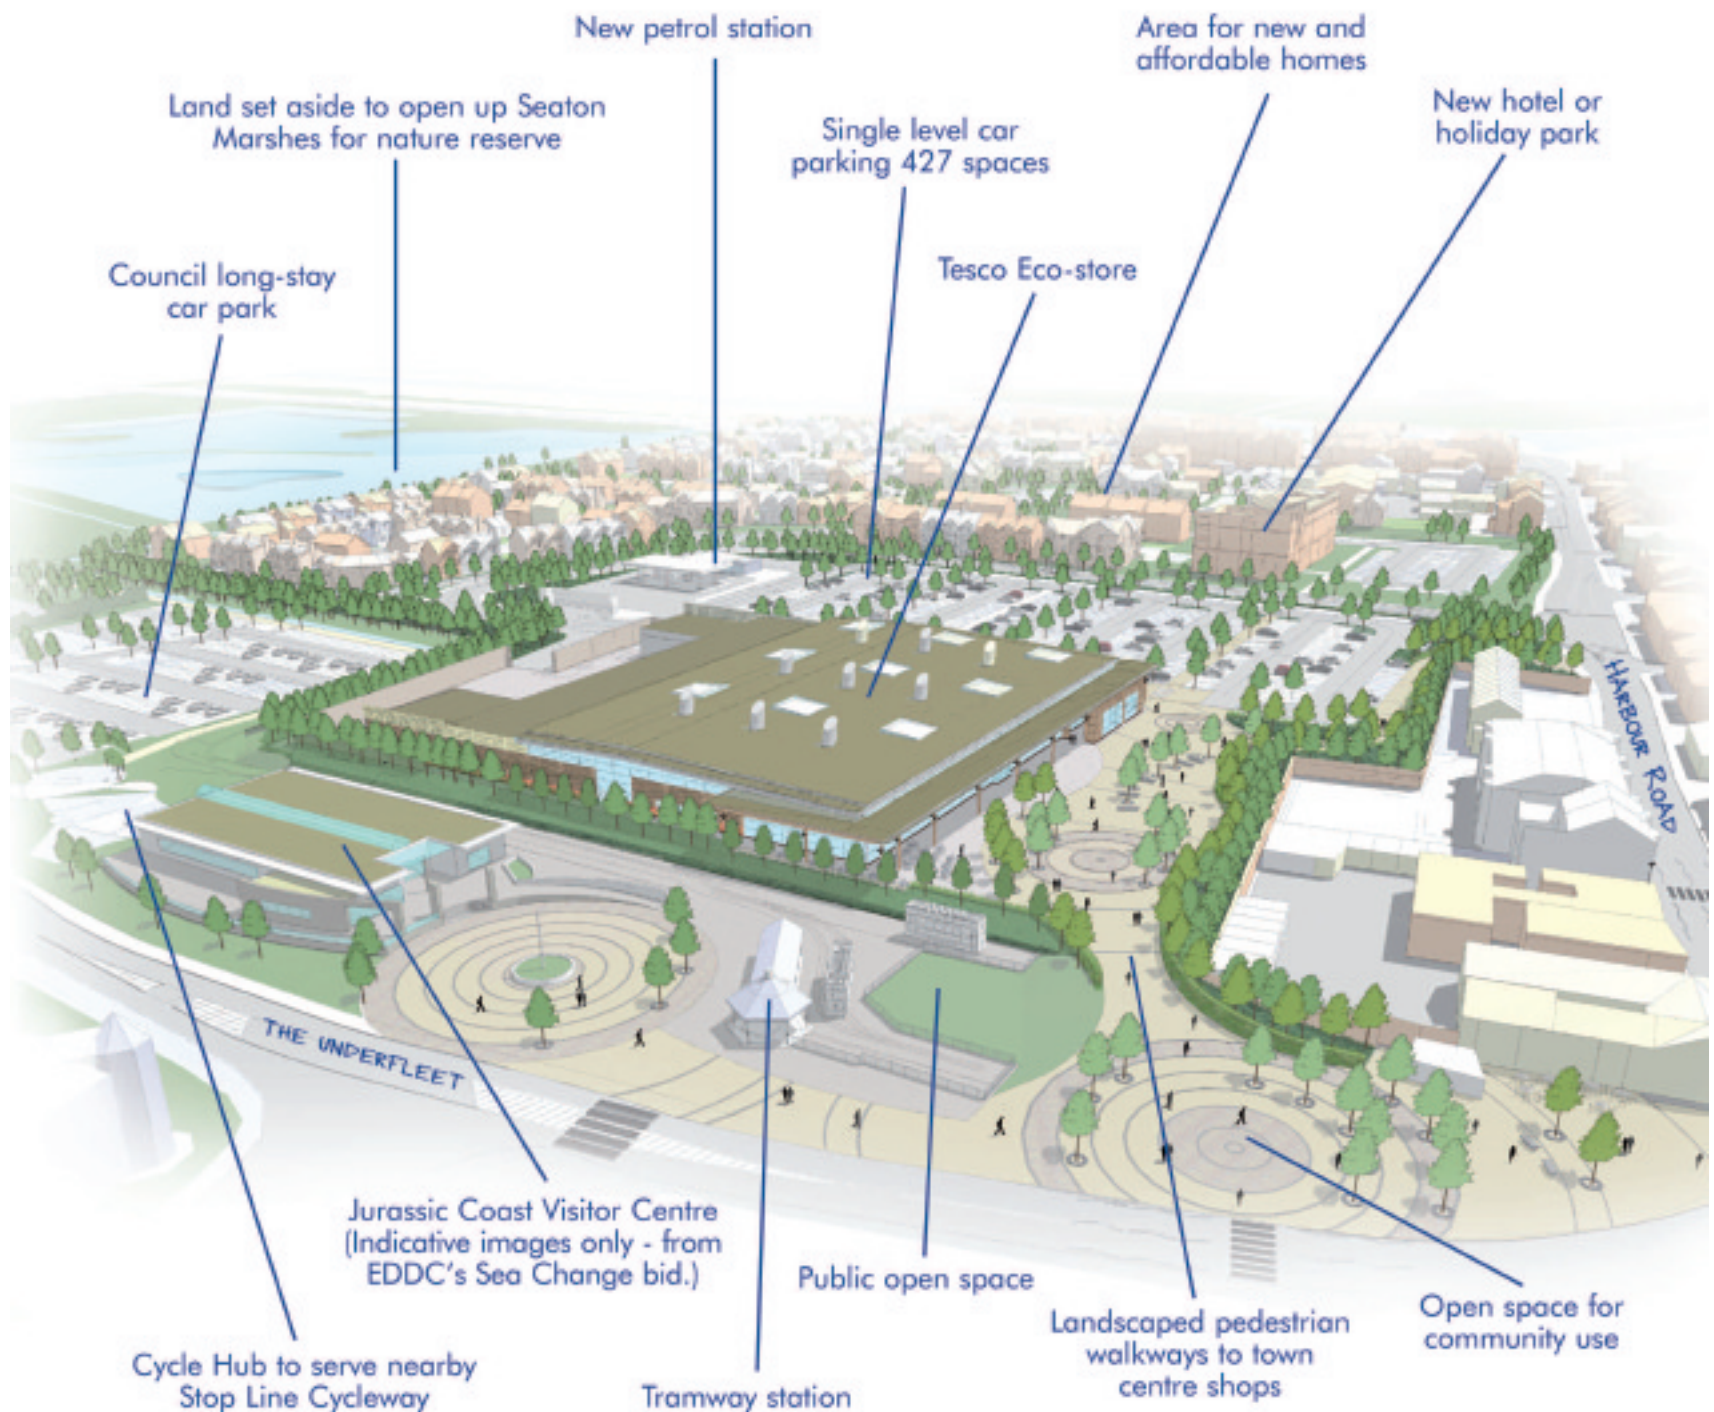 New petrol station
Area for new and
affordable homes
Land set aside to open up Seaton
Marshes for nature reserve
Single level car
parking 427 spaces
New hotel or
holiday park
Council long-stay
car park
Tesco Eco-store
HARBOUR ROAD
THE UNDERFLEET
Jurassic Coast Visitor Centre
(Indicative images only - from
EDDC's Sea Change bid.)
Public open space
Landscaped pedestrian
walkways to town
centre shops
Open space for
community use
Cycle Hub to serve nearby
Stop Line Cycleway
Tramway station